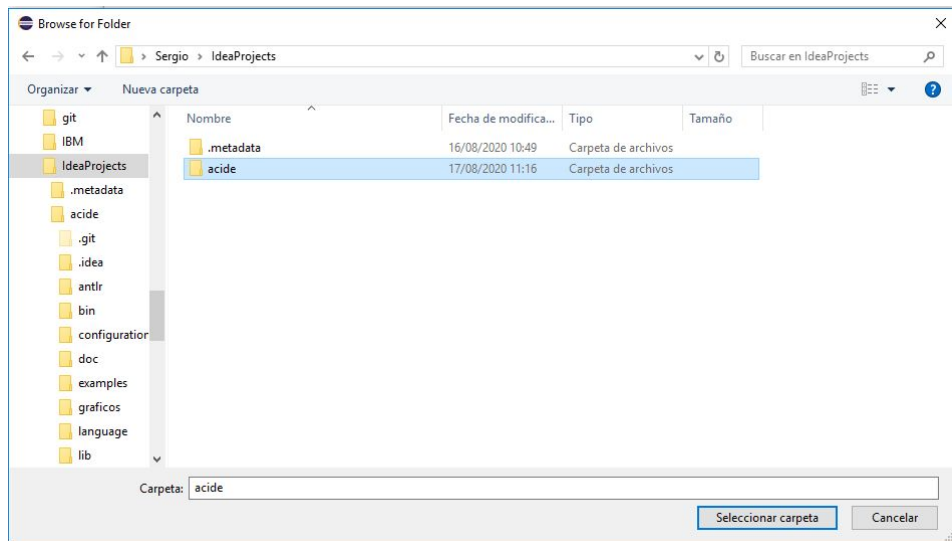 Browse for Folder
Sergio > IdeaProjects
Buscar en IdeaProjects
Organizar
Nueva carpeta
Nombre
Fecha de modifica...
Tipo
Tamaño
git
IBM
IdeaProjects
.metadata
acide
.git
.idea
antlr
bin
configuration
doc
examples
graficos
language
lib
.metadata 16/08/2020 10:49 Carpeta de archivos
acide 17/08/2020 11:16 Carpeta de archivos
Carpeta: acide
Seleccionar carpeta
Cancelar